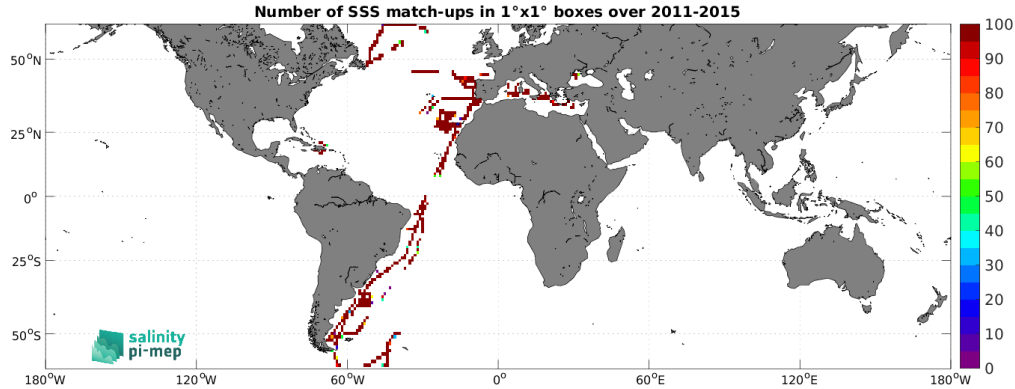 Number of SSS match-ups in 1°x1° boxes over 2011-2015
50°N
25°N
0°
25°S
50°S
180°W
120°W
60°W
0°
60°E
120°E
180°W
100
90
80
70
60
50
40
30
20
10
0
salinity
pi-mep